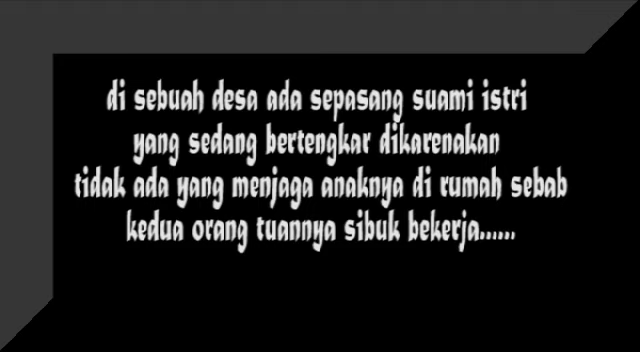 di sebuah desa ada sepasang suami istri
yang sedang bertengkar dikarenakan
tidak ada yang menjaga anaknya di rumah sebab
kedua orang tuannya sibuk bekerja......